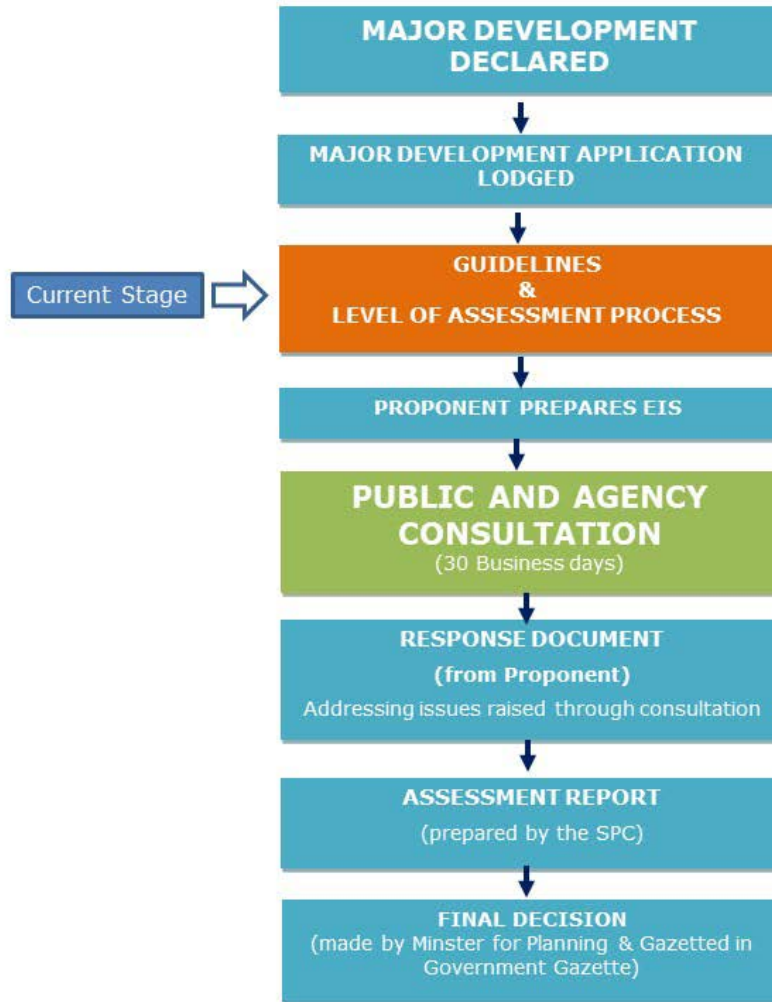 MAJOR DEVELOPMENT
DECLARED
MAJOR DEVELOPMENT APPLICATION
LODGED
Current Stage
GUIDELINES
&
LEVEL OF ASSESSMENT PROCESS
PROPONENT PREPARES EIS
PUBLIC AND AGENCY
CONSULTATION
(30 Business days)
RESPONSE DOCUMENT
(from Proponent)
Addressing issues raised through consultation
ASSESSMENT REPORT
(prepared by the SPC)
FINAL DECISION
(made by Minster for Planning & Gazetted in
Government Gazette)